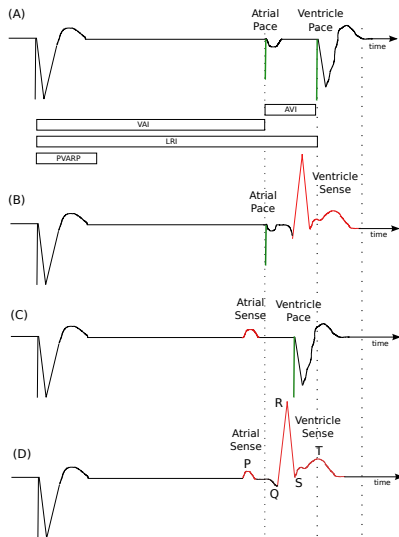 (A)
Atrial
Pace
Ventricle
Pace
time
AVI
VAI
LRI
PVARP
(B)
Atrial
Pace
Ventricle
Sense
time
(C)
Atrial
Sense
Ventricle
Pace
time
(D)
Atrial
Sense
Ventricle
Sense
P
Q
R
S
T
time